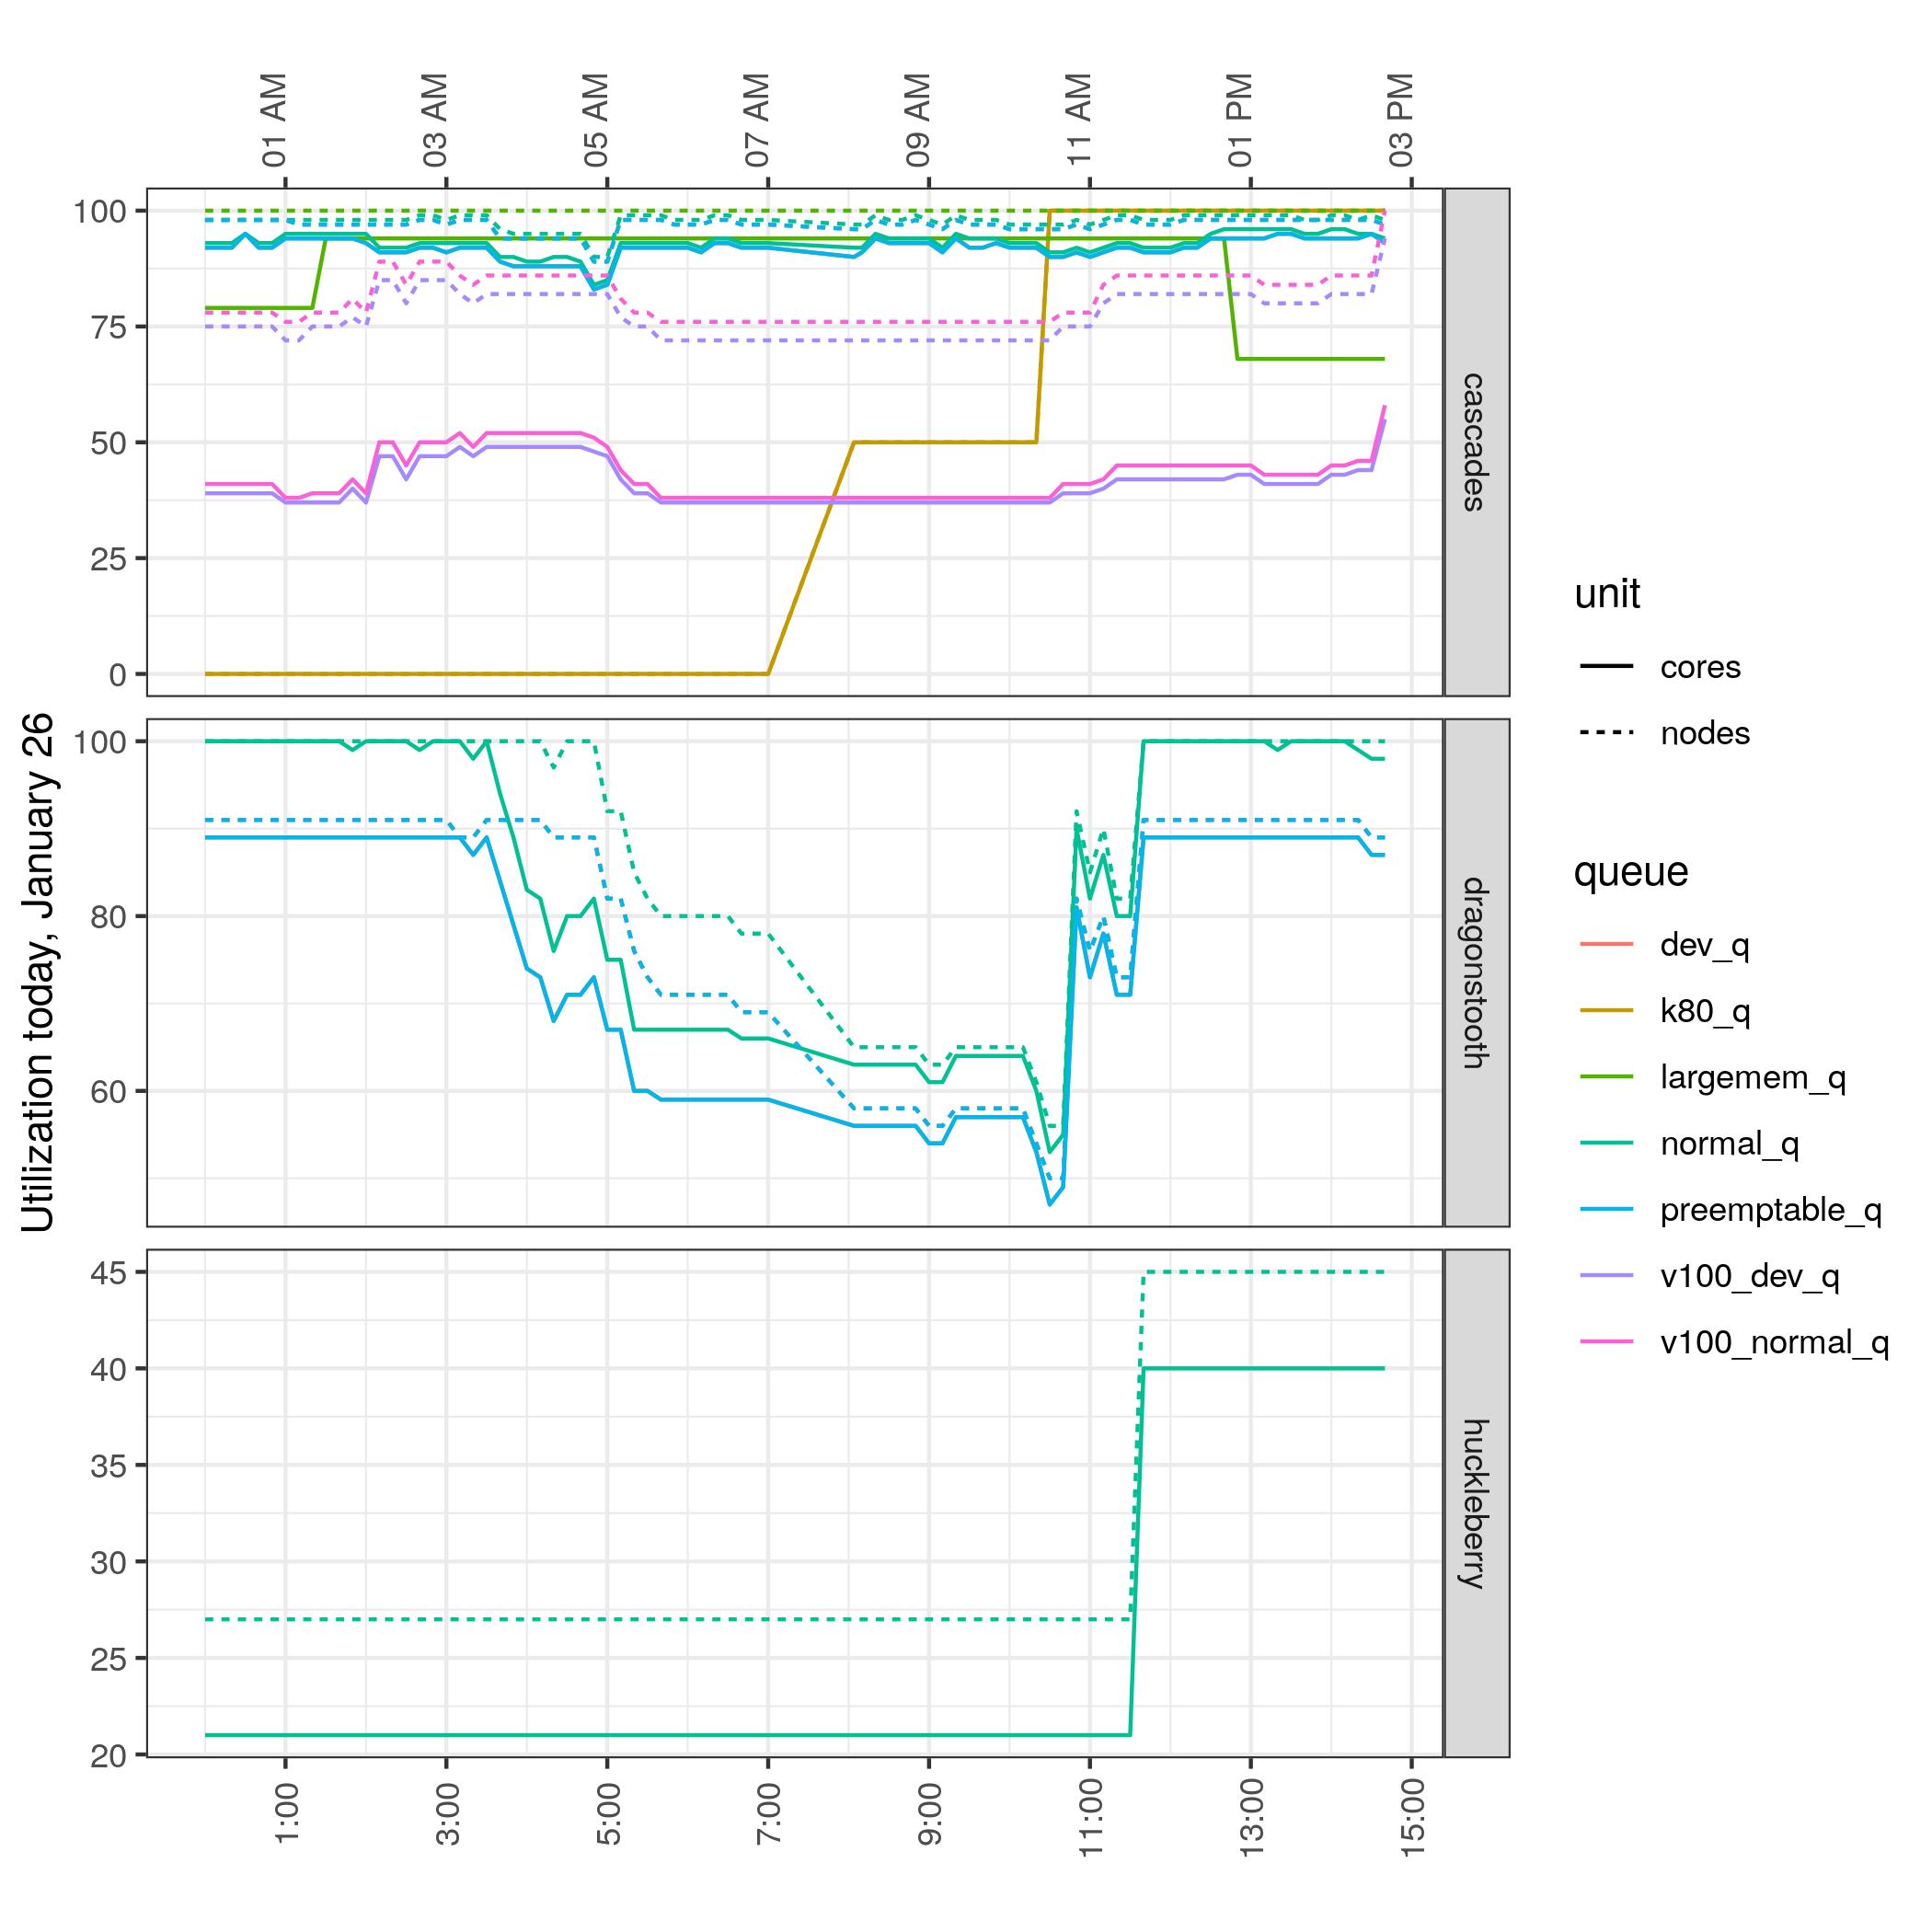 01 AM
03 AM
05 AM
07 AM
09 AM
11 AM
01 PM
03 PM
Utilization today, January 26
100
75
50
25
0
cascades
100
80
60
dragonstooth
45
40
35
30
25
20
huckleberry
1:00
3:00
5:00
7:00
9:00
11:00
13:00
15:00
unit
cores
nodes
queue
dev_q
k80_q
largemem_q
normal_q
preemptable_q
v100_dev_q
v100_normal_q